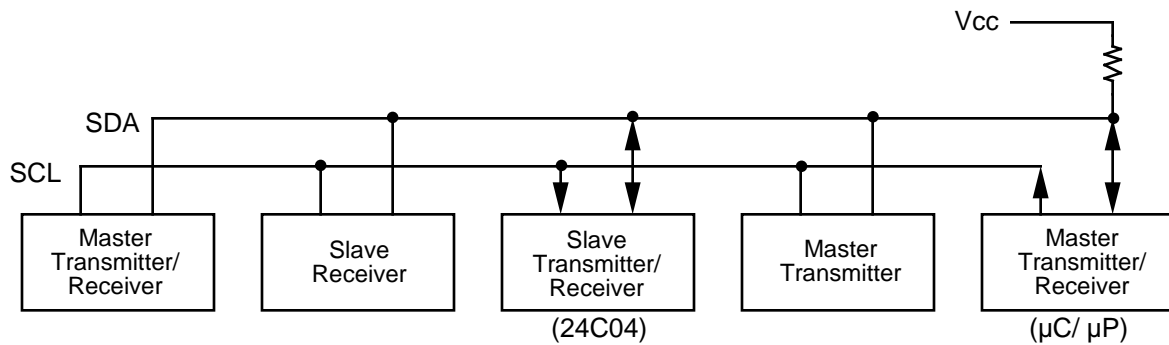 Vcc
SDA
SCL
Master
Transmitter/
Receiver
Slave
Receiver
Slave
Transmitter/
Receiver
(24C04)
Master
Transmitter
Master
Transmitter/
Receiver
(µC/ µP)